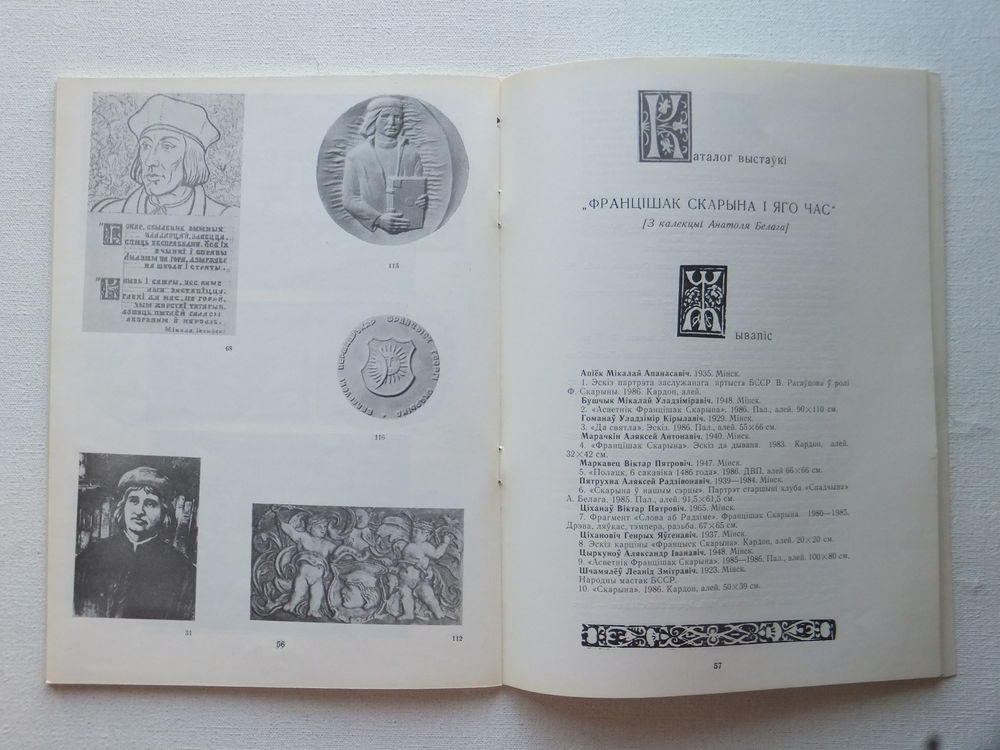 68
115
116
31
112
56
Каталог выстаўкі
„ФРАНЦІШАК СКАРЫНА І ЯГО ЧАС“
[З калекцыі Анатоля Белага]
Жывапіс
Апіёк Мікалай Апанасавіч. 1935. Мінск.
1. Эскіз партрэта заслужанага артыста БССР В. Рагаўцова ў ролі
Ф. Скарыны. 1986. Кардон, алей.
Бушчык Мікалай Уладзіміравіч. 1948. Мінск.
2. «Асветнік Францішак Скарына». 1986. Пал., алей. 90×110 см.
Гоманаў Уладзімір Кірылавіч. 1929. Мінск.
3. «Да святла». Эскіз. 1986. Пал., алей. 55×66 см.
Марачкін Аляксей Антонавіч. 1940. Мінск.
4. «Францішак Скарына». Эскіз да дывана. 1983. Кардон, алей.
32×42 см.
Маркавец Віктар Пятровіч. 1947. Мінск.
5. «Полацк, 6 сакавіка 1486 года». 1986. ДВП, алей 66×66 см.
Пятрухна Аляксей Радзівонавіч. 1939—1984. Мінск.
6. «Скарына ў нашым сэрцы». Партрэт старшыні клуба «Спадчына»
А. Белага. 1985. Пал., алей. 91,5×61,5 см.
Ціханаў Віктар Пятровіч. 1965. Мінск.
7. Фрагмент «Слова аб Радзіме». Францішак Скарына. 1980—1985.
Дрэва, ляўкас, тэмпера, разьба. 67×65 см.
Ціхановіч Генрых Яўгенавіч. 1937. Мінск.
8. Эскіз карціны «Францыск Скарына». Кардон, алей. 20×20 см.
Цыркуноў Аляксандр Іванавіч. 1948. Мінск.
9. «Асветнік Францішак Скарына». 1985—1986. Пал., алей. 100×80 см.
Шчамялёў Леанід Змітравіч. 1923. Мінск.
Народны мастак БССР.
10. «Скарына». 1986. Кардон, алей. 50×39 см.
57